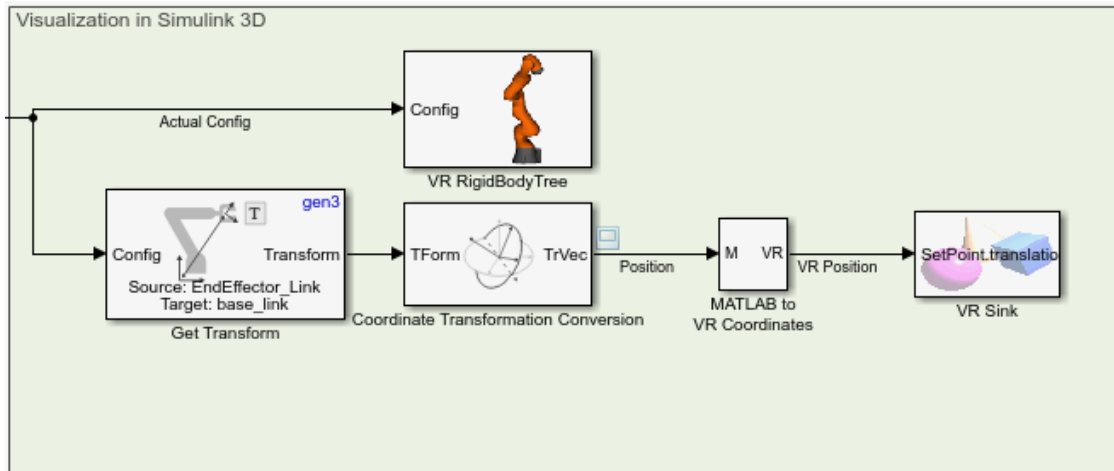 Visualization in Simulink 3D
Actual Config
Config
VR RigidBodyTree
gen3
T
Config
Transform
Source: EndEffector_Link
Target: base_link
Get Transform
TForm
TrVec
Coordinate Transformation Conversion
Position
M
VR
MATLAB to
VR Coordinates
VR Position
SetPoint.translatio
VR Sink